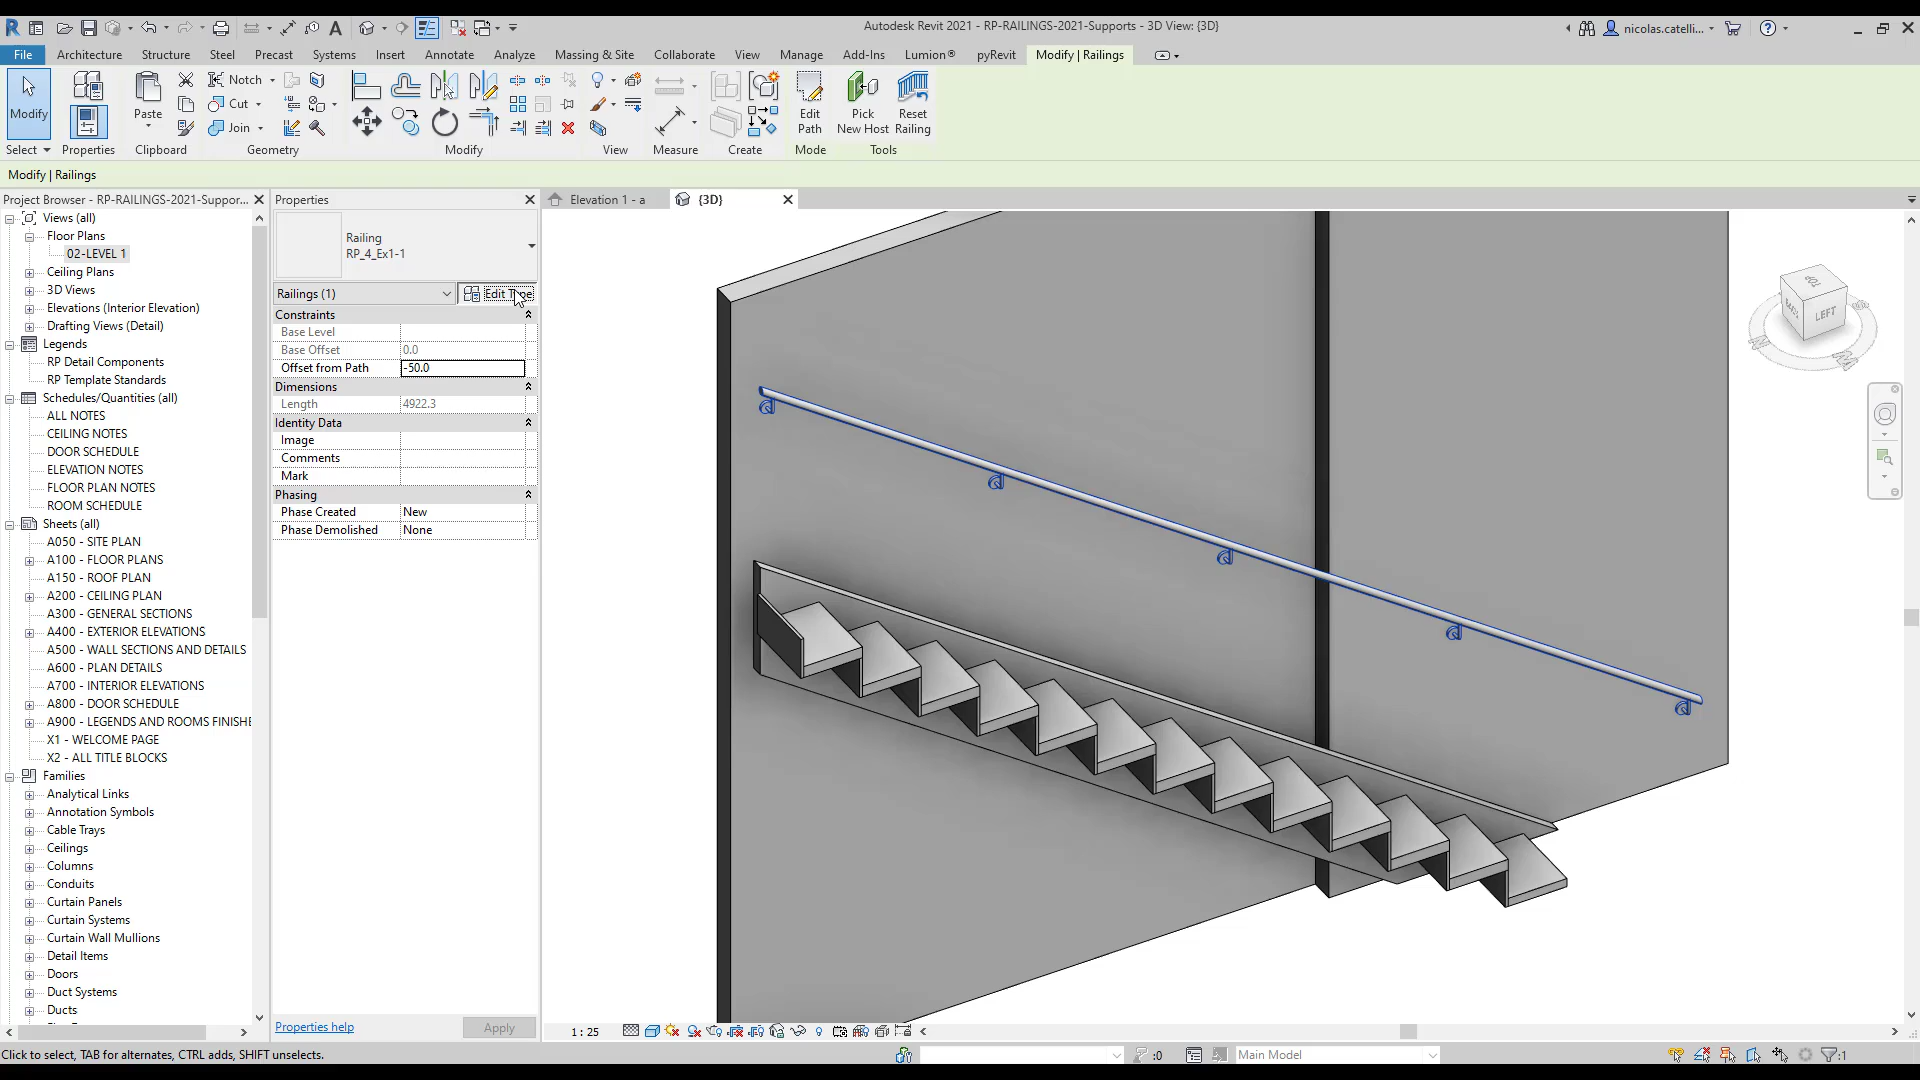 Autodesk Revit 2021 - RP-RAILINGS-2021-Supports - 3D View: {3D}
nicolas.catelli...
File
Architecture
Structure
Steel
Precast
Systems
Insert
Annotate
Analyze
Massing & Site
Collaborate
View
Manage
Add-Ins
Lumion®
pyRevit
Modify | Railings
Modify
Paste
Notch
Cut
Join
Edit
Path
Pick
New Host
Reset
Railing
Select
Properties
Clipboard
Geometry
Modify
View
Measure
Create
Mode
Tools
Modify | Railings
Project Browser - RP-RAILINGS-2021-Suppor...
Views (all)
Floor Plans
02-LEVEL 1
Ceiling Plans
3D Views
Elevations (Interior Elevation)
Drafting Views (Detail)
Legends
RP Detail Components
RP Template Standards
Schedules/Quantities (all)
ALL NOTES
CEILING NOTES
DOOR SCHEDULE
ELEVATION NOTES
FLOOR PLAN NOTES
ROOM SCHEDULE
Sheets (all)
A050 - SITE PLAN
A100 - FLOOR PLANS
A150 - ROOF PLAN
A200 - CEILING PLAN
A300 - GENERAL SECTIONS
A400 - EXTERIOR ELEVATIONS
A500 - WALL SECTIONS AND DETAILS
A600 - PLAN DETAILS
A700 - INTERIOR ELEVATIONS
A800 - DOOR SCHEDULE
A900 - LEGENDS AND ROOMS FINISHE
X1 - WELCOME PAGE
X2 - ALL TITLE BLOCKS
Families
Analytical Links
Annotation Symbols
Cable Trays
Ceilings
Columns
Conduits
Curtain Panels
Curtain Systems
Curtain Wall Mullions
Detail Items
Doors
Duct Systems
Ducts
Properties
Railing
RP_4_Ex1-1
Railings (1)
Edit Type
Constraints
Base Level
Base Offset 0.0
Offset from Path -50.0
Dimensions
Length 4922.3
Identity Data
Image
Comments
Mark
Phasing
Phase Created New
Phase Demolished None
Properties help
Apply
Elevation 1 - a
{3D}
TOP
LEFT
1 : 25
Click to select, TAB for alternates, CTRL adds, SHIFT unselects.
:0
Main Model
:1